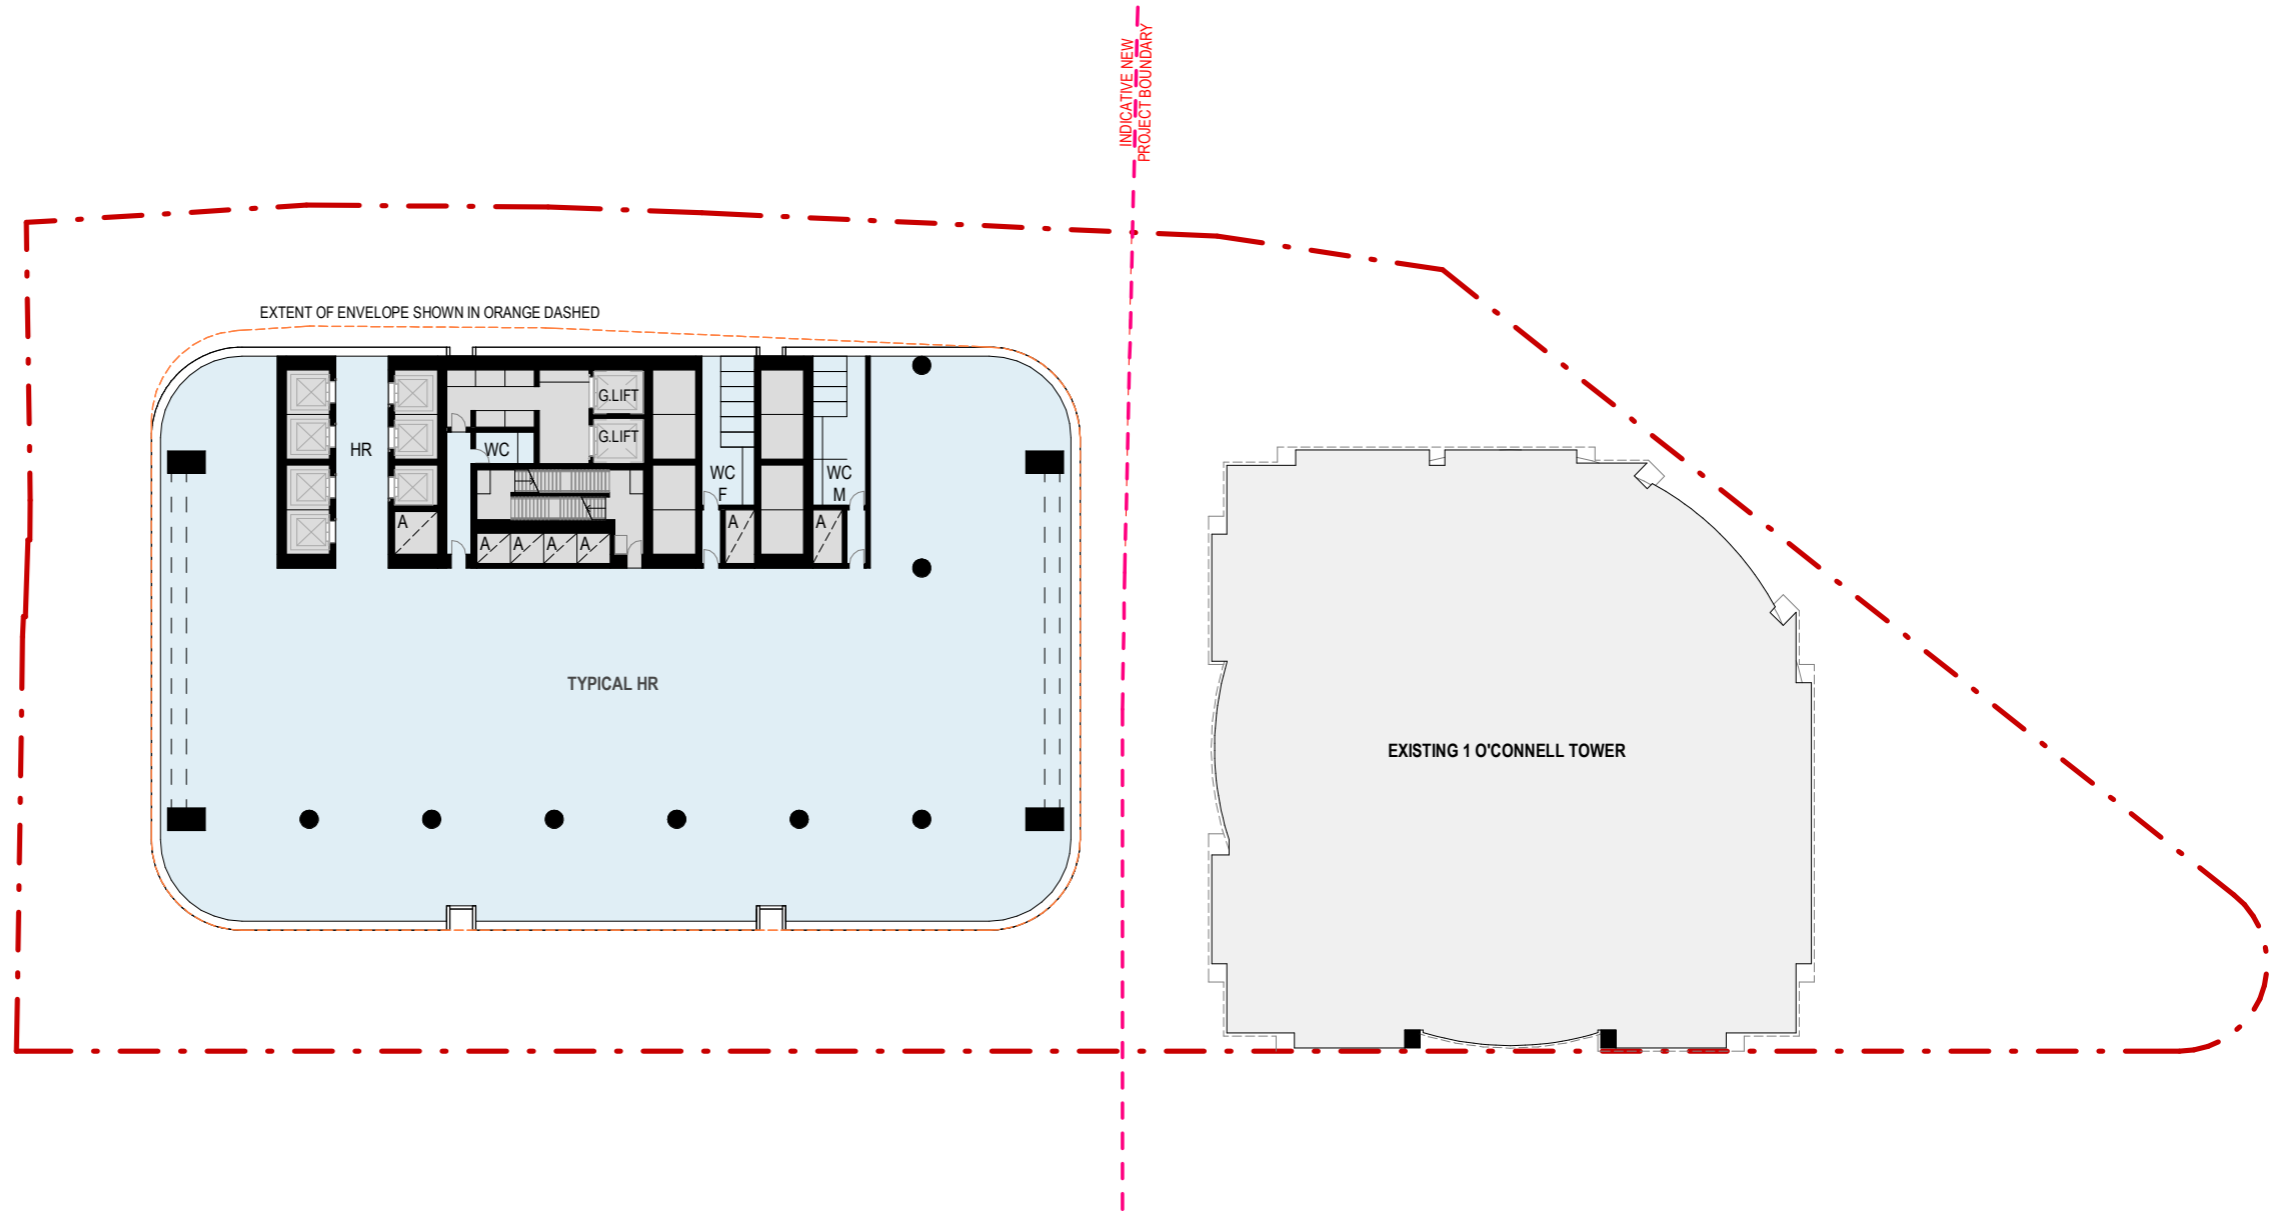 INDICATIVE NEW
PROJECT BOUNDARY
EXTENT OF ENVELOPE SHOWN IN ORANGE DASHED
G.LIFT
G.LIFT
HR
WC
WC
F
WC
M
A
A
A
A
A
A
A
TYPICAL HR
EXISTING 1 O'CONNELL TOWER